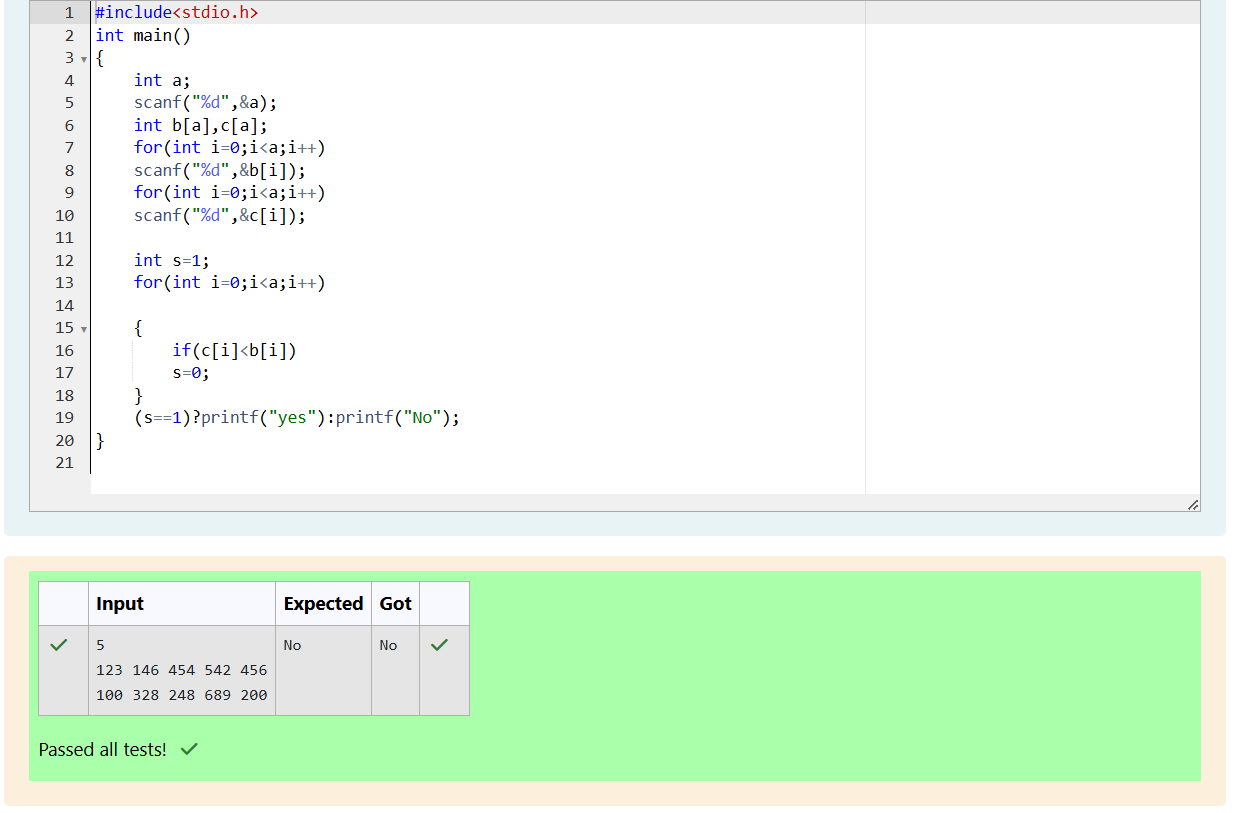 1 #include<stdio.h>
2 int main()
3 {
4     int a;
5     scanf("%d",&a);
6     int b[a],c[a];
7     for(int i=0;i<a;i++)
8     scanf("%d",&b[i]);
9     for(int i=0;i<a;i++)
10     scanf("%d",&c[i]);
11
12     int s=1;
13     for(int i=0;i<a;i++)
14
15     {
16         if(c[i]<b[i])
17         s=0;
18     }
19     (s==1)?printf("yes"):printf("No");
20 }
21
Input Expected Got
5 No No
123 146 454 542 456
100 328 248 689 200
Passed all tests!